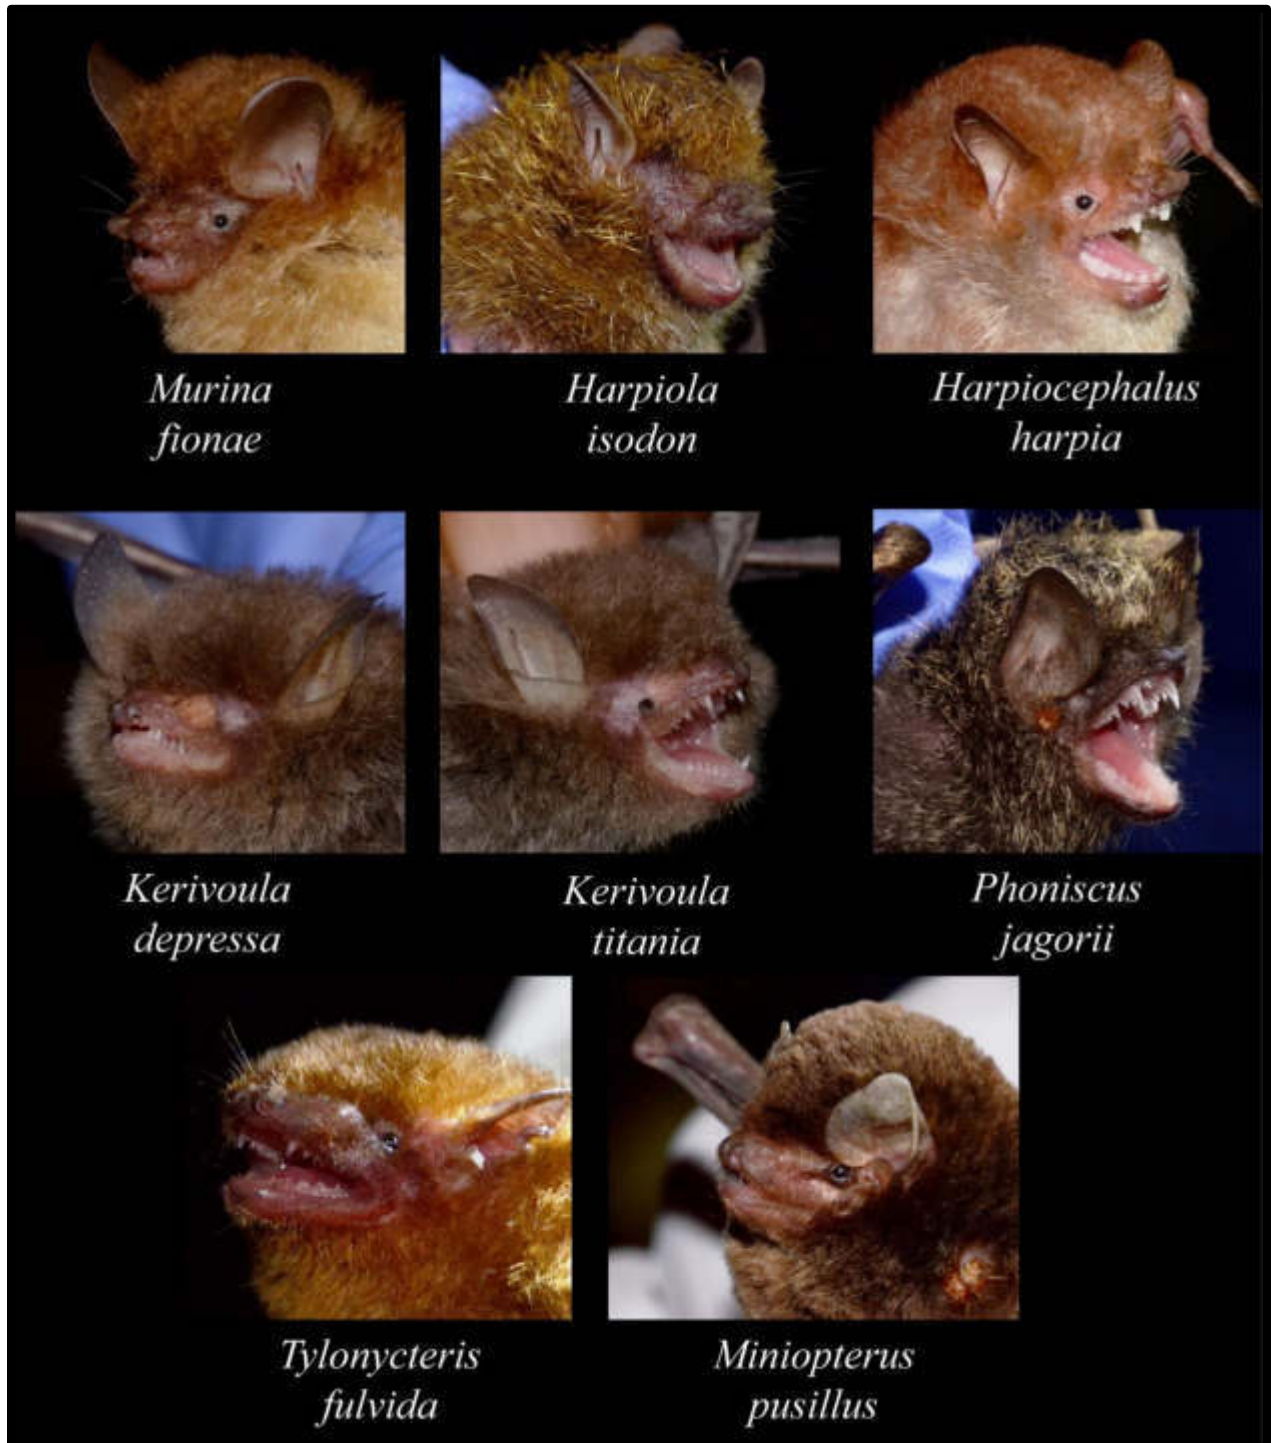 Murina
fionae
Harpiola
isodon
Harpiocephalus
harpia
Kerivoula
depressa
Kerivoula
titania
Phoniscus
jagorii
Tylonycteris
fulvida
Miniopterus
pusillus